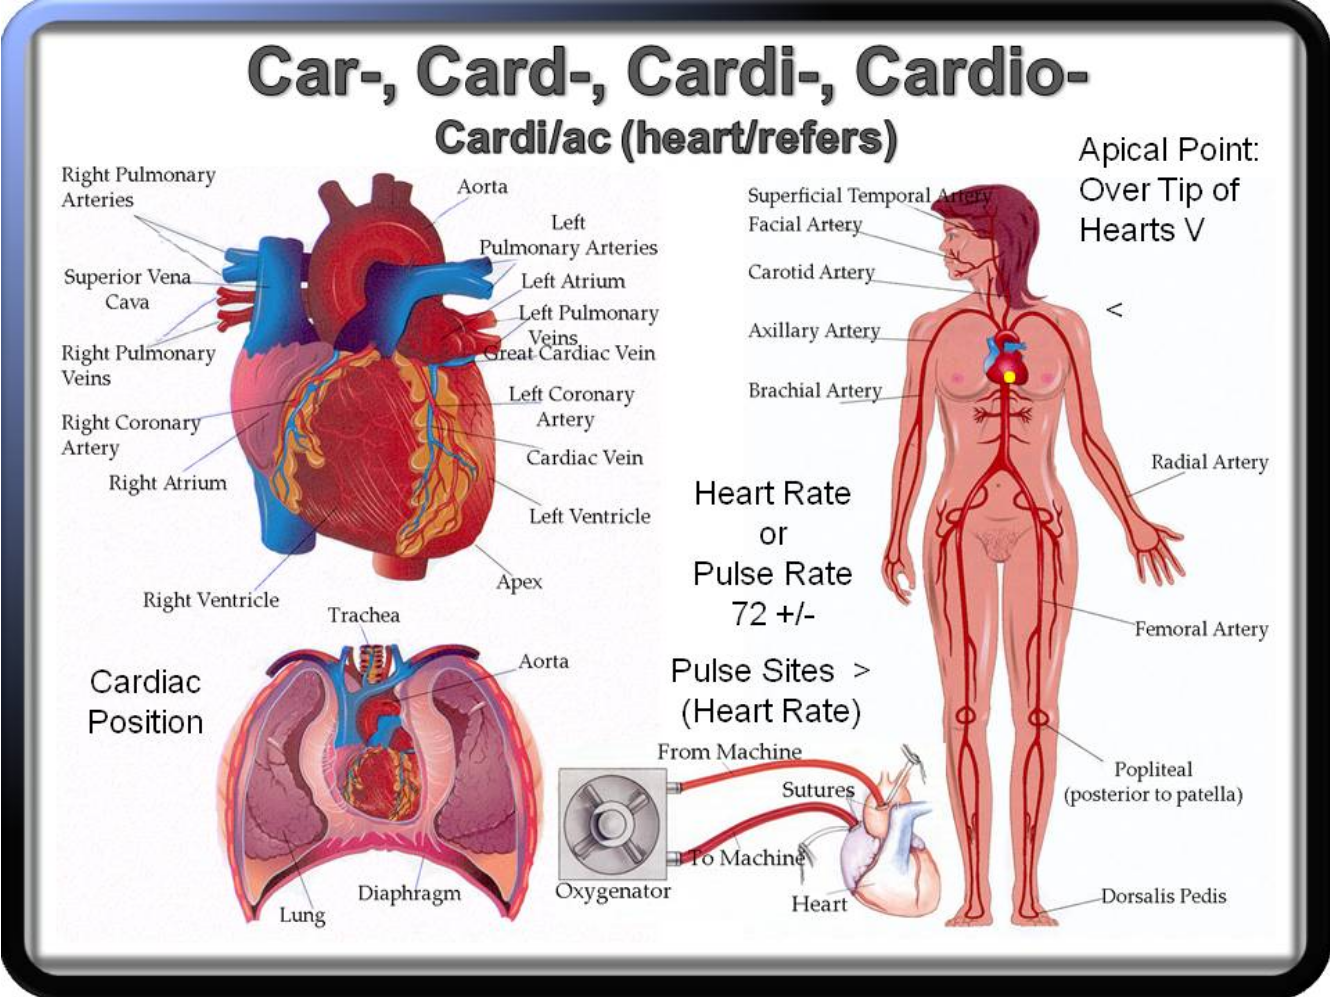 Car-, Card-, Cardi-, Cardio-
Cardi/ac (heart/refers)
Right Pulmonary
Arteries
Superior Vena
Cava
Right Pulmonary
Veins
Right Coronary
Artery
Right Atrium
Right Ventricle
Aorta
Left
Pulmonary Arteries
Left Atrium
Left Pulmonary
Veins
Great Cardiac Vein
Left Coronary
Artery
Cardiac Vein
Left Ventricle
Apex
Apical Point:
Over Tip of
Hearts V
<
Superficial Temporal Artery
Facial Artery
Carotid Artery
Axillary Artery
Brachial Artery
Radial Artery
Femoral Artery
Popliteal
(posterior to patella)
Dorsalis Pedis
Heart Rate
or
Pulse Rate
72 +/-
Pulse Sites >
(Heart Rate)
Cardiac
Position
Trachea
Aorta
Diaphragm
Lung
From Machine
Sutures
To Machine
Oxygenator
Heart